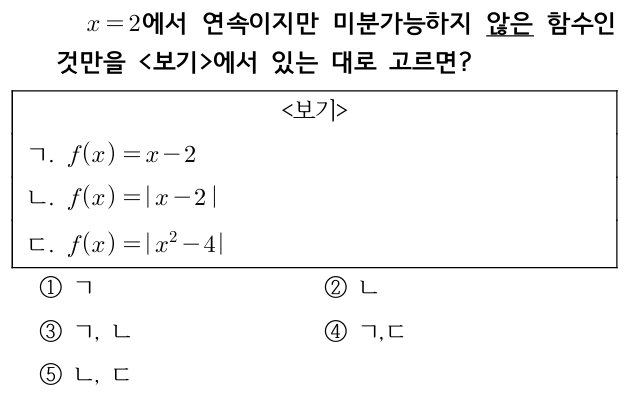 x=2에서 연속이지만 미분가능하지 않은 함수인
것만을 <보기>에서 있는 대로 고르면?
<보기>
ㄱ. f(x)=x-2
ㄴ. f(x)=|x-2|
ㄷ. f(x)=|x²-4|
① ㄱ ② ㄴ
③ ㄱ, ㄴ ④ ㄱ,ㄷ
⑤ ㄴ, ㄷ